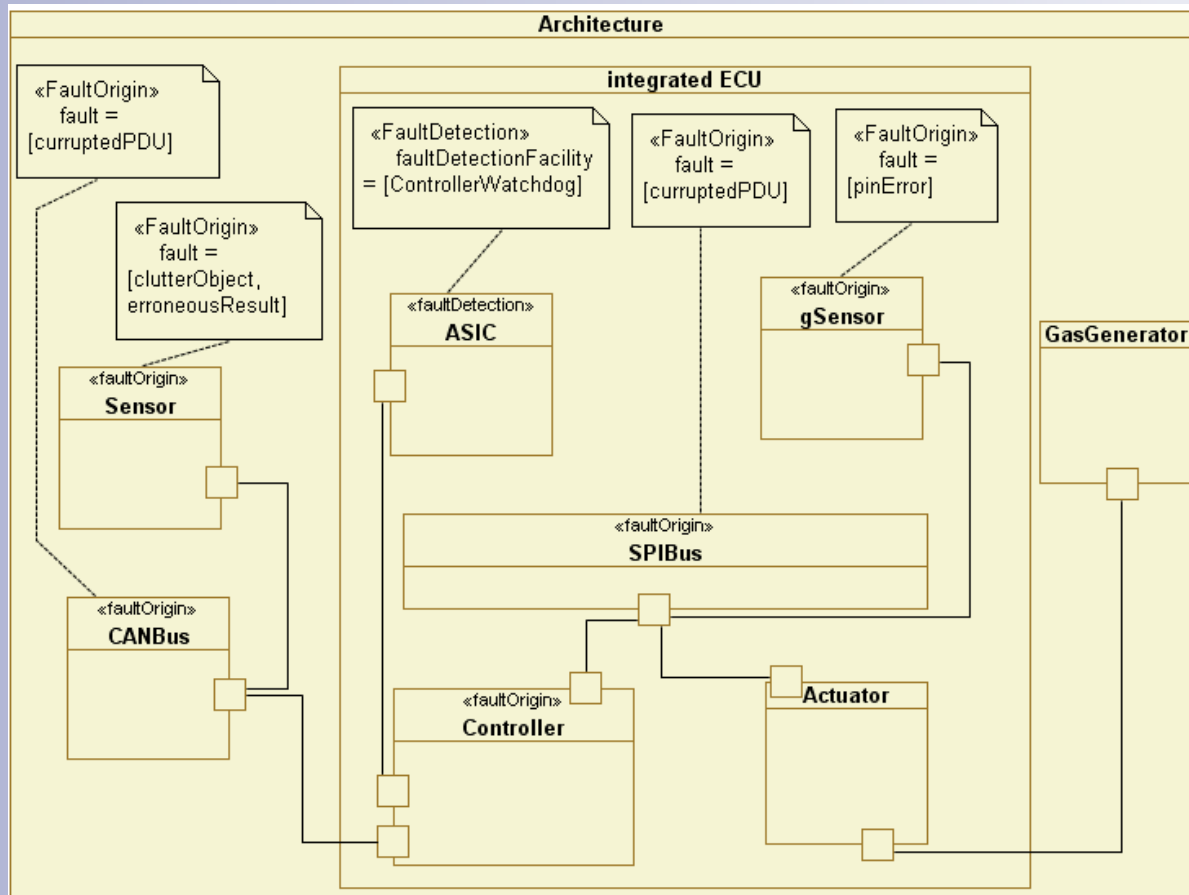 Architecture
«FaultOrigin»
fault =
[curruptedPDU]
«FaultOrigin»
fault =
[clutterObject,
erroneousResult]
«faultOrigin»
Sensor
«faultOrigin»
CANBus
integrated ECU
«FaultDetection»
faultDetectionFacility
= [ControllerWatchdog]
«FaultOrigin»
fault =
[curruptedPDU]
«FaultOrigin»
fault =
[pinError]
«faultDetection»
ASIC
«faultOrigin»
gSensor
«faultOrigin»
SPIBus
«faultOrigin»
Controller
Actuator
GasGenerator